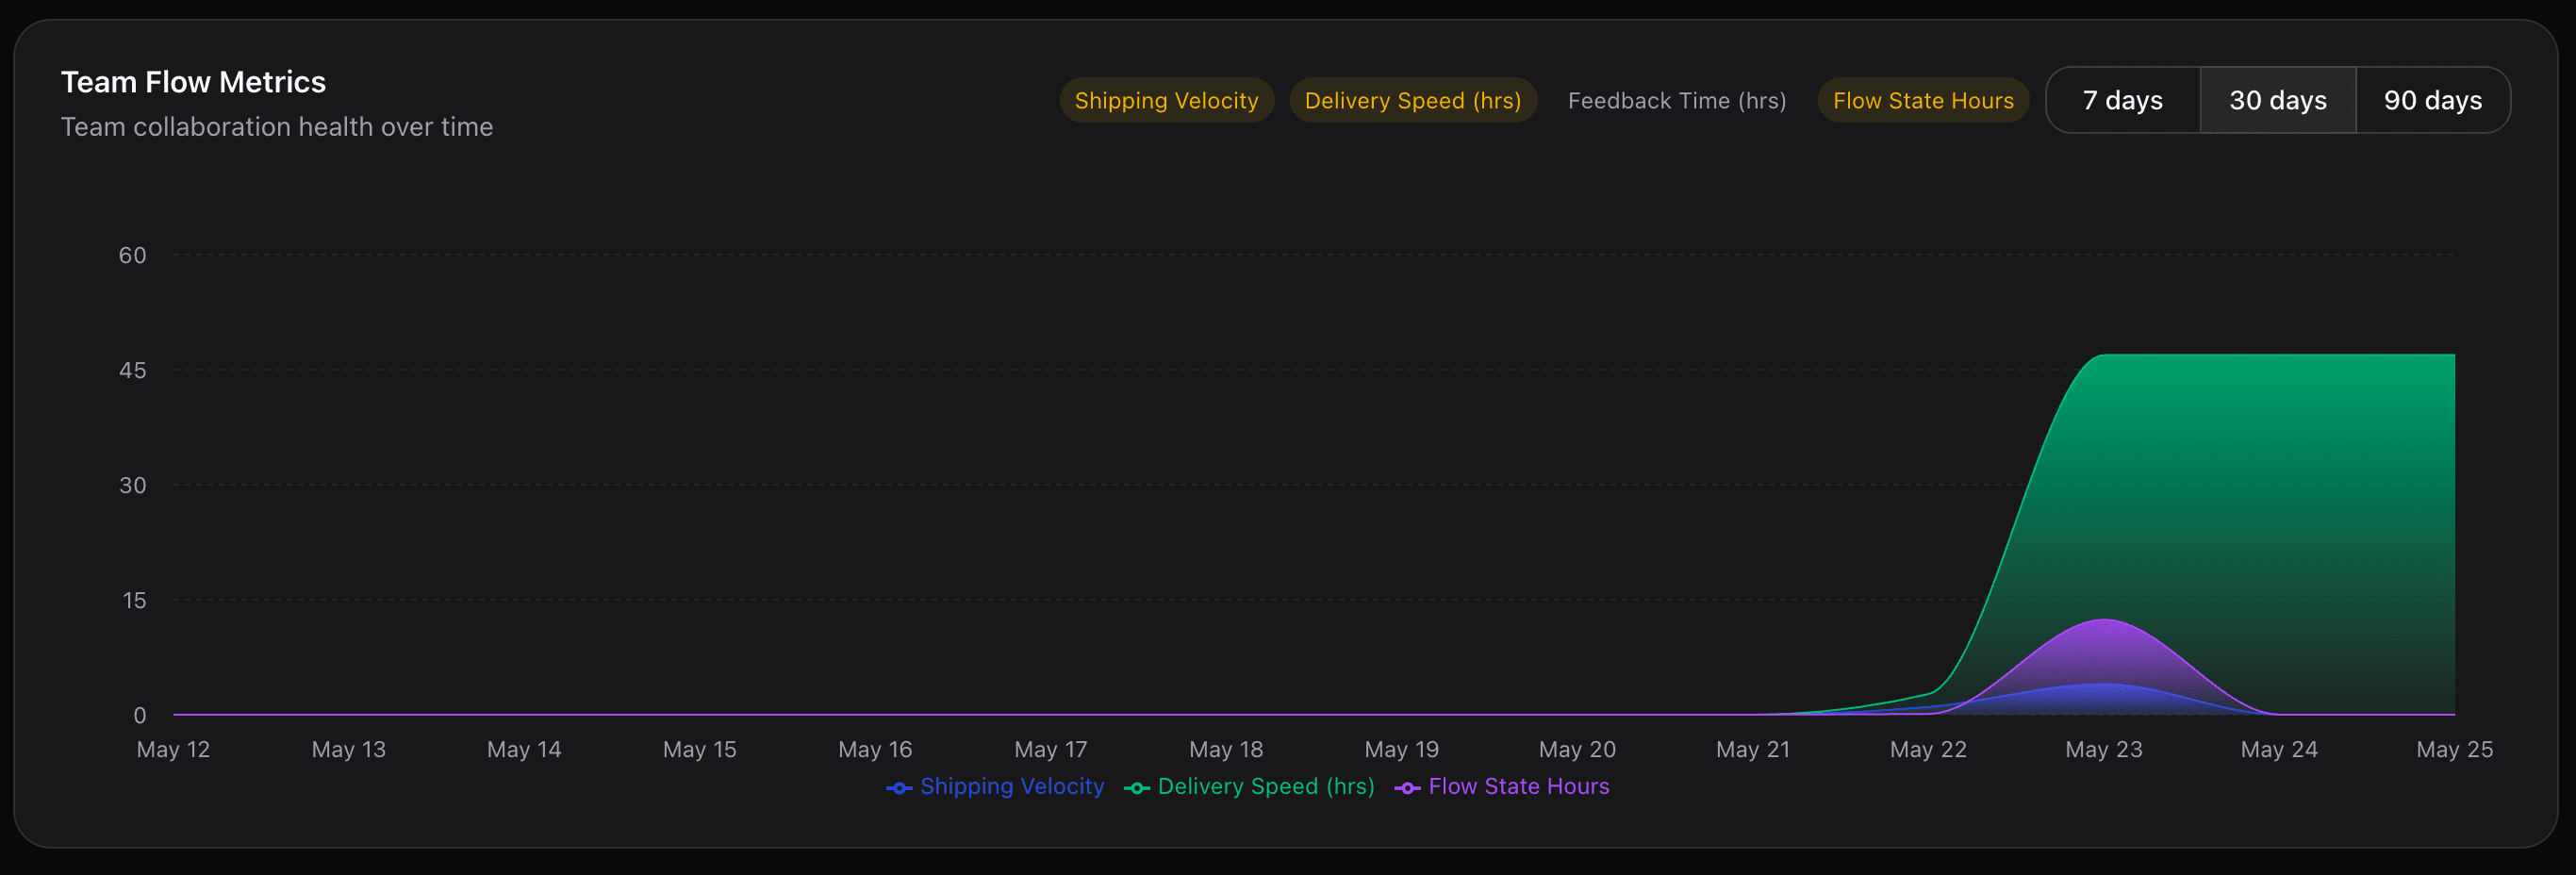 Team Flow Metrics
Team collaboration health over time
Shipping Velocity Delivery Speed (hrs) Feedback Time (hrs) Flow State Hours 7 days 30 days 90 days
60
45
30
15
0
May 12 May 13 May 14 May 15 May 16 May 17 May 18 May 19 May 20 May 21 May 22 May 23 May 24 May 25
Shipping Velocity Delivery Speed (hrs) Flow State Hours